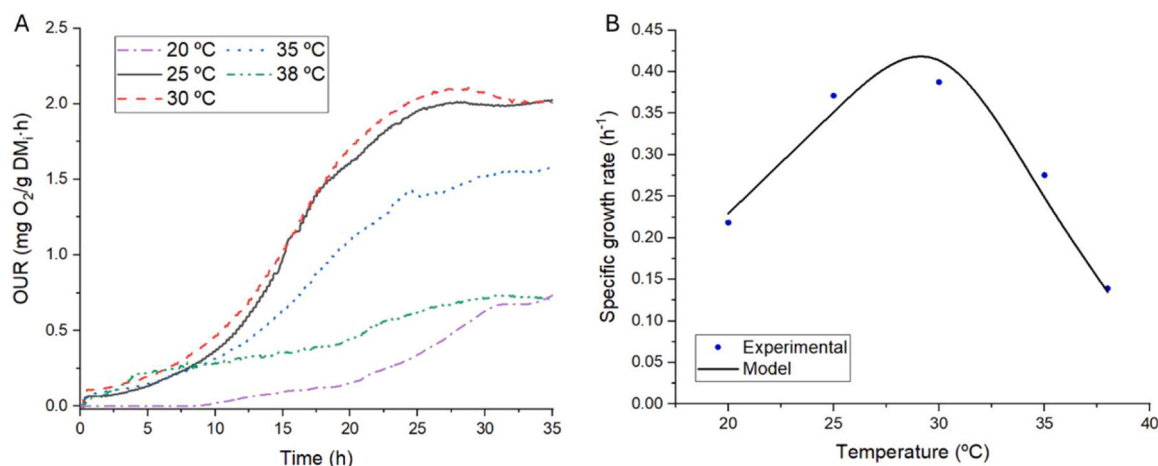 A
OUR (mg O₂/g DMᵢ·h)
2.5
2.0
1.5
1.0
0.5
0.0
20 ºC
35 ºC
25 ºC
38 ºC
30 ºC
0 5 10 15 20 25 30 35
Time (h)
B
Specific growth rate (h⁻¹)
0.45
0.40
0.35
0.30
0.25
0.20
0.15
0.10
0.05
0.00
Experimental
Model
20 25 30 35 40
Temperature (ºC)